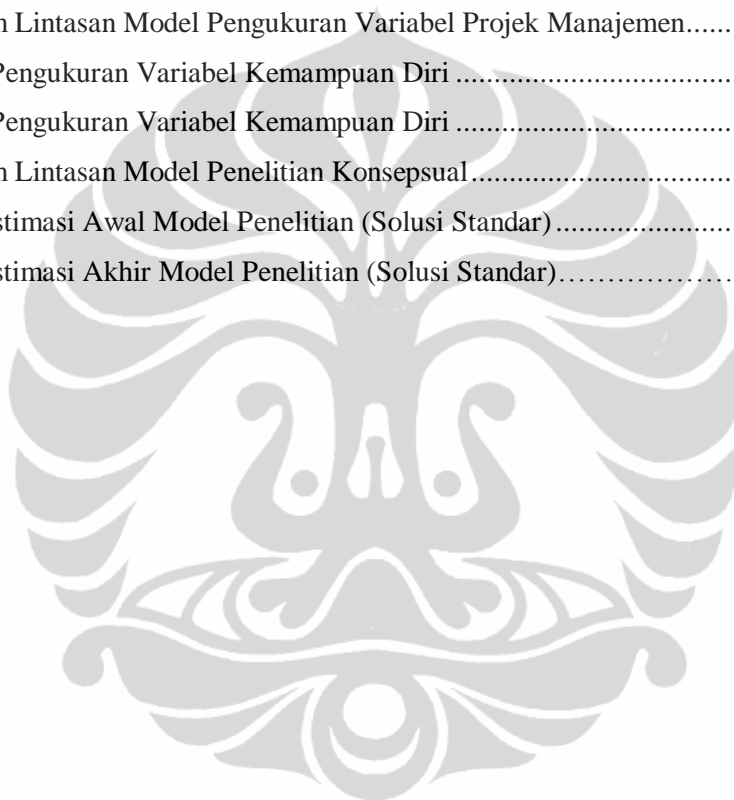 n Lintasan Model Pengukuran Variabel Projek Manajemen.....
Pengukuran Variabel Kemampuan Diri ......................................
Pengukuran Variabel Kemampuan Diri ......................................
n Lintasan Model Penelitian Konsepsual....................................
stimasi Awal Model Penelitian (Solusi Standar) ........................
stimasi Akhir Model Penelitian (Solusi Standar)………………